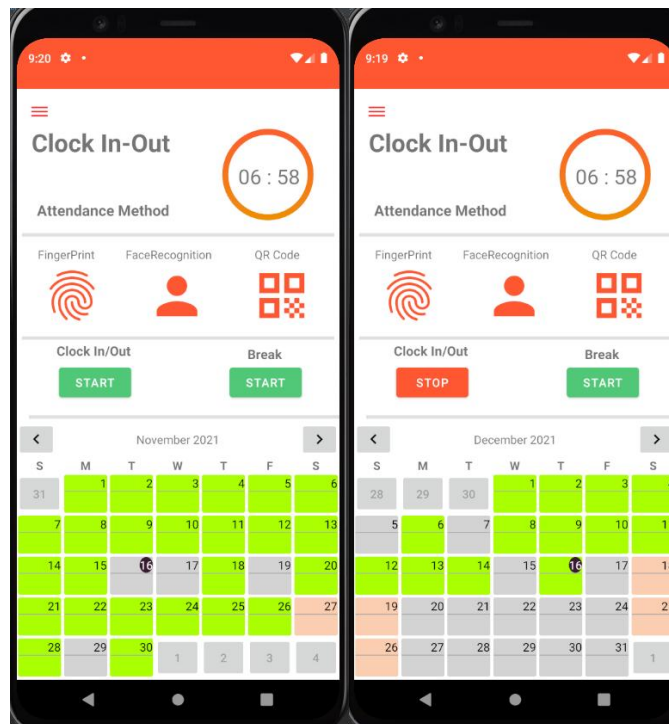 9:20
Clock In-Out
06 : 58
Attendance Method
FingerPrint FaceRecognition QR Code
Clock In/Out Break
START START
November 2021
S M T W T F S
31 1 2 3 4 5 6
7 8 9 10 11 12 13
14 15 16 17 18 19 20
21 22 23 24 25 26 27
28 29 30 1 2 3 4
9:19
Clock In-Out
06 : 58
Attendance Method
FingerPrint FaceRecognition QR Code
Clock In/Out Break
STOP START
December 2021
S M T W T F S
28 29 30 1 2 3
5 6 7 8 9 10
12 13 14 15 16 17
19 20 21 22 23 24
26 27 28 29 30 31 1